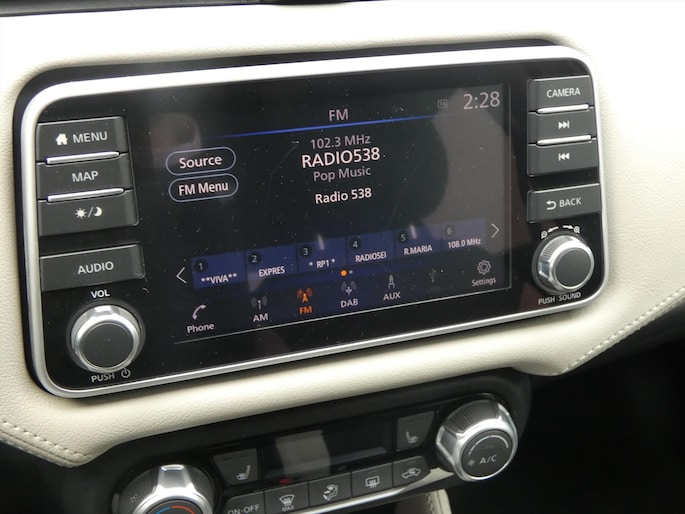 MENU
MAP
AUDIO
VOL
PUSH
FM
2:28
102.3 MHz
RADIO538
Pop Music
Radio 538
Source
FM Menu
1 2 3 4 5 6
**VIVA** EXPRES * RP1 * RADIOSEI R.MARIA 108.0 MHz
Phone AM FM DAB AUX Settings
CAMERA
BACK
PUSH SOUND
ON·OFF
MAX
A/C